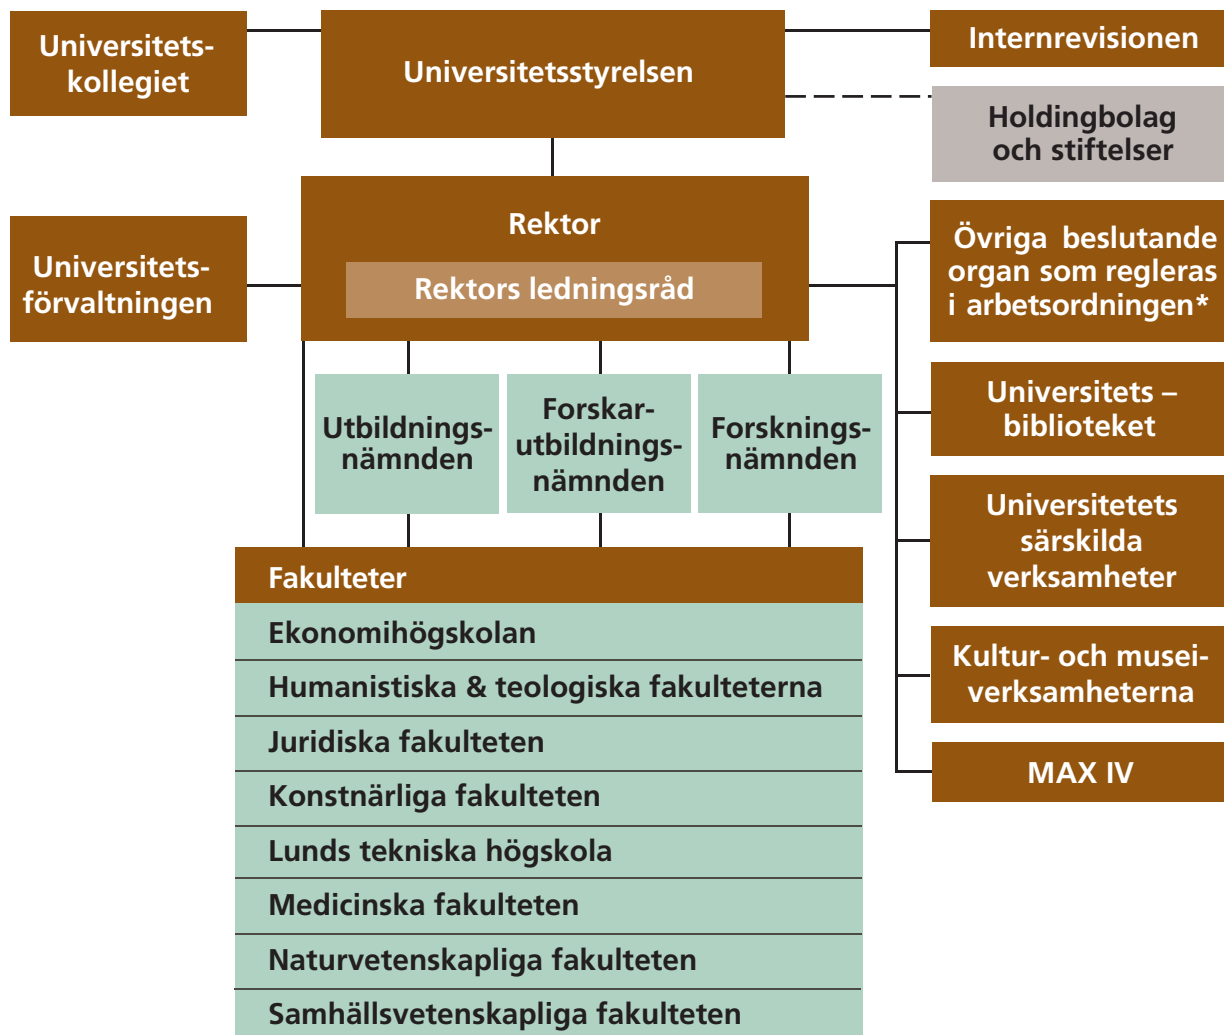 Universitets-
kollegiet
Universitetsstyrelsen
Internrevisionen
Holdingbolag
och stiftelser
Universitets-
förvaltningen
Rektor
Rektors ledningsråd
Övriga beslutande
organ som regleras
i arbetsordningen*
Utbildnings-
nämnden
Forskar-
utbildnings-
nämnden
Forsknings-
nämnden
Universitets –
biblioteket
Universitetets
särskilda
verksamheter
Kultur- och musei-
verksamheterna
MAX IV
Fakulteter
Ekonomihögskolan
Humanistiska & teologiska fakulteterna
Juridiska fakulteten
Konstnärliga fakulteten
Lunds tekniska högskola
Medicinska fakulteten
Naturvetenskapliga fakulteten
Samhällsvetenskapliga fakulteten